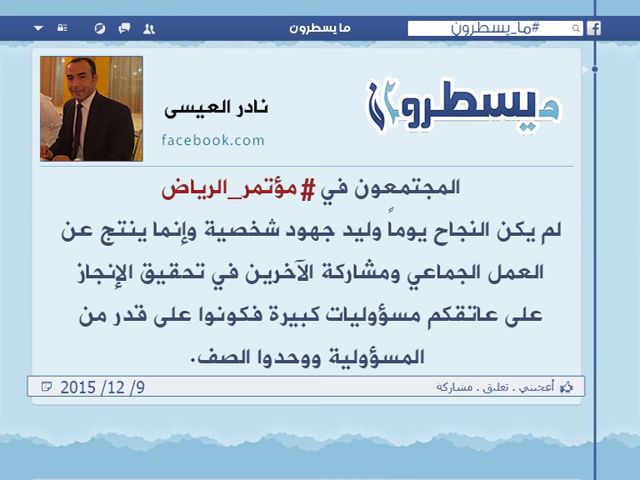 #ما_يسطرون
ما يسطرون
ما يسطرون
نادر العيسى
facebook.com
المجتمعون في #مؤتمر_الرياض
لم يكن النجاح يوماً وليد جهود شخصية وإنما ينتج عن
العمل الجماعي ومشاركة الآخرين في تحقيق الإنجاز
على عاتقكم مسؤوليات كبيرة فكونوا على قدر من
المسؤولية ووحدوا الصف.
أعجبني . تعليق . مشاركة
2015 /12 /9